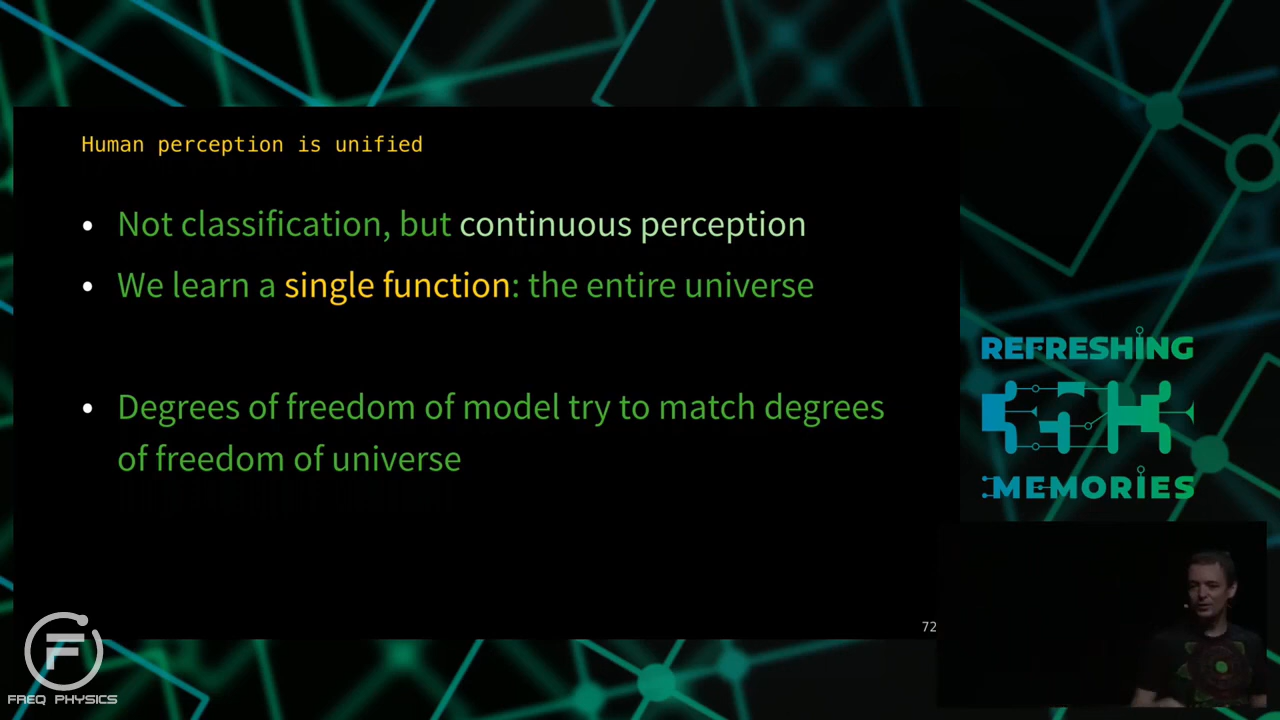 Human perception is unified
• Not classification, but continuous perception
• We learn a single function: the entire universe
• Degrees of freedom of model try to match degrees
of freedom of universe
72
REFRESHING
MEMORIES
FREQ PHYSICS